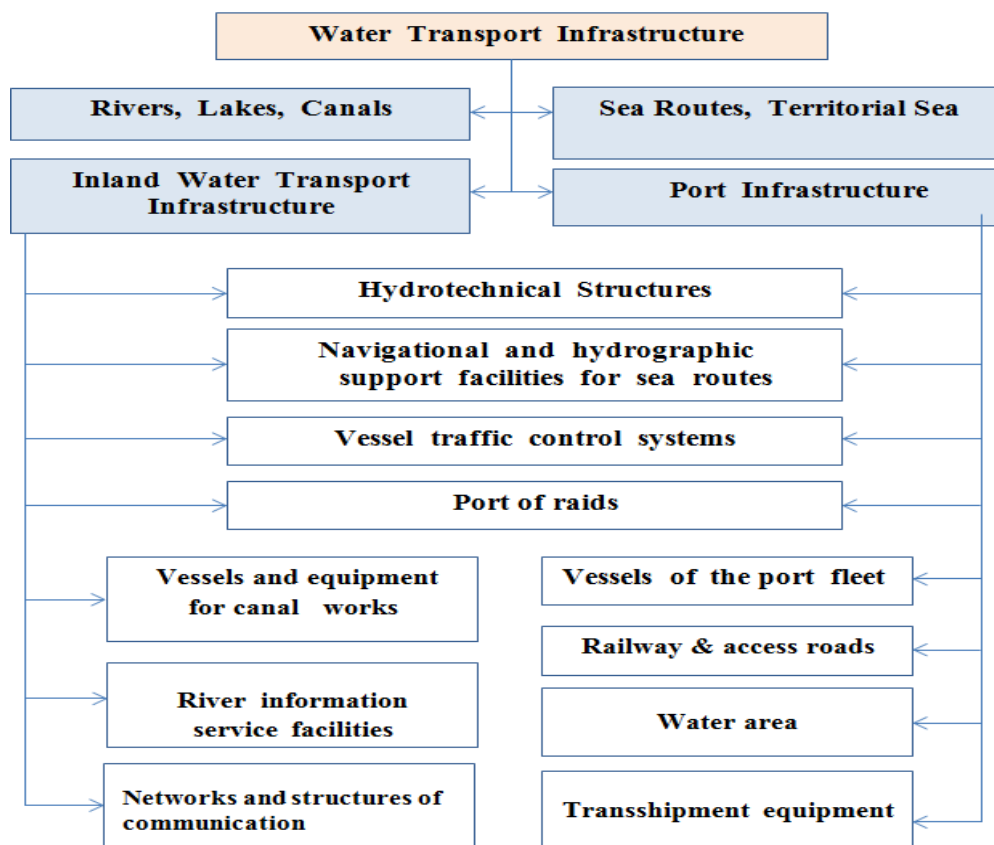 Water Transport Infrastructure
Rivers, Lakes, Canals
Sea Routes, Territorial Sea
Inland Water Transport
Infrastructure
Port Infrastructure
Hydrotechnical Structures
Navigational and hydrographic
support facilities for sea routes
Vessel traffic control systems
Port of raids
Vessels and equipment
for canal works
Vessels of the port fleet
Railway & access roads
River information
service facilities
Water area
Networks and structures of
communication
Transshipment equipment